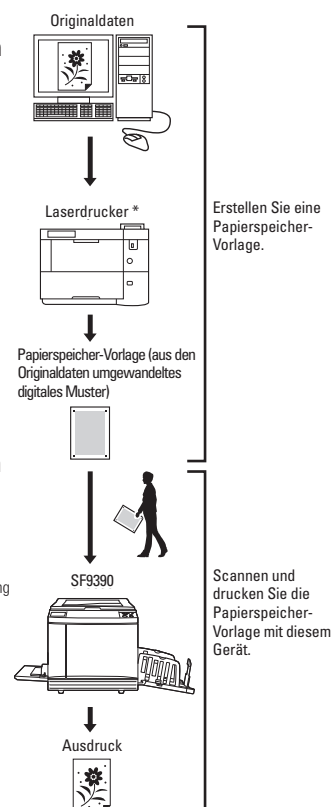 Originaldaten
Laserdrucker *
Erstellen Sie eine
Papierspeicher-
Vorlage.
Papierspeicher-Vorlage (aus den
Originaldaten umgewandeltes
digitales Muster)
SF9390
Scannen und
drucken Sie die
Papierspeicher-
Vorlage mit diesem
Gerät.
Ausdruck